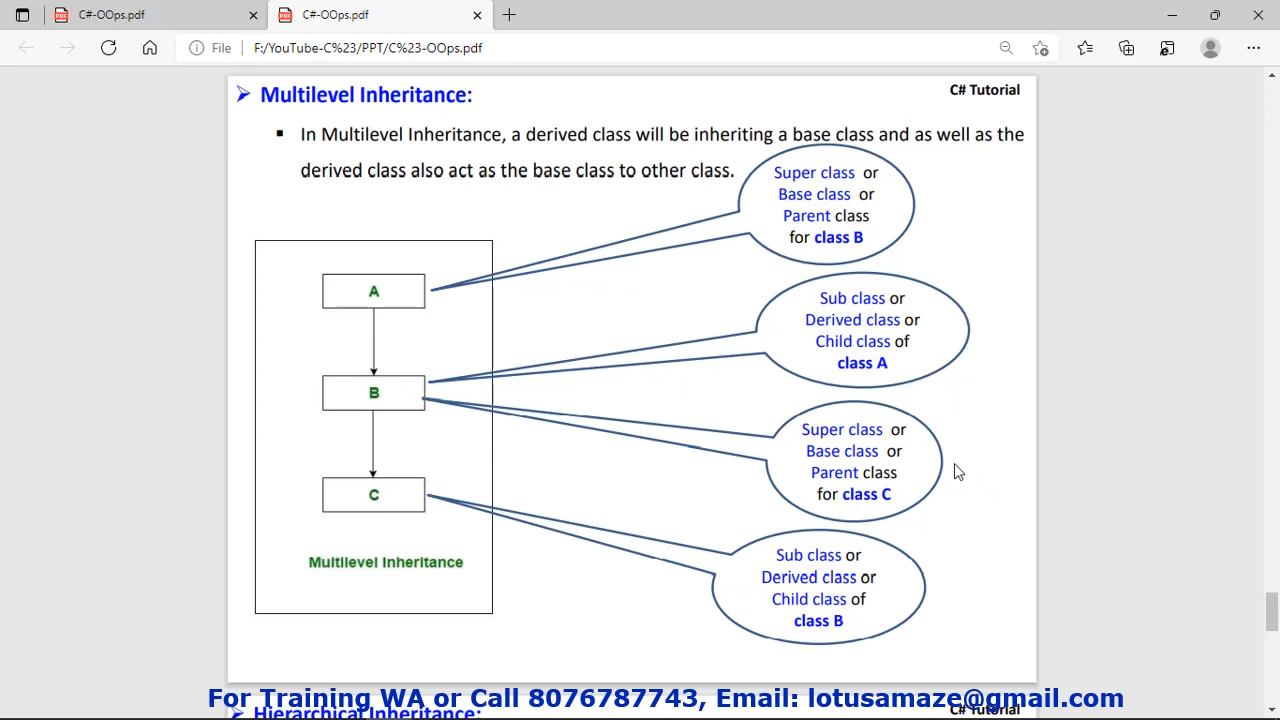 C#-OOps.pdf
C#-OOps.pdf
File
F:/YouTube-C%23/PPT/C%23-OOps.pdf
Multilevel Inheritance:
C# Tutorial
In Multilevel Inheritance, a derived class will be inheriting a base class and as well as the
derived class also act as the base class to other class.
Super class or
Base class or
Parent class
for class B
A
Sub class or
Derived class or
Child class of
class A
B
Super class or
Base class or
Parent class
for class C
C
Multilevel Inheritance
Sub class or
Derived class or
Child class of
class B
For Training WA or Call 8076787743, Email: lotusamaze@gmail.com
Hierarchical Inheritance:
C# Tutorial